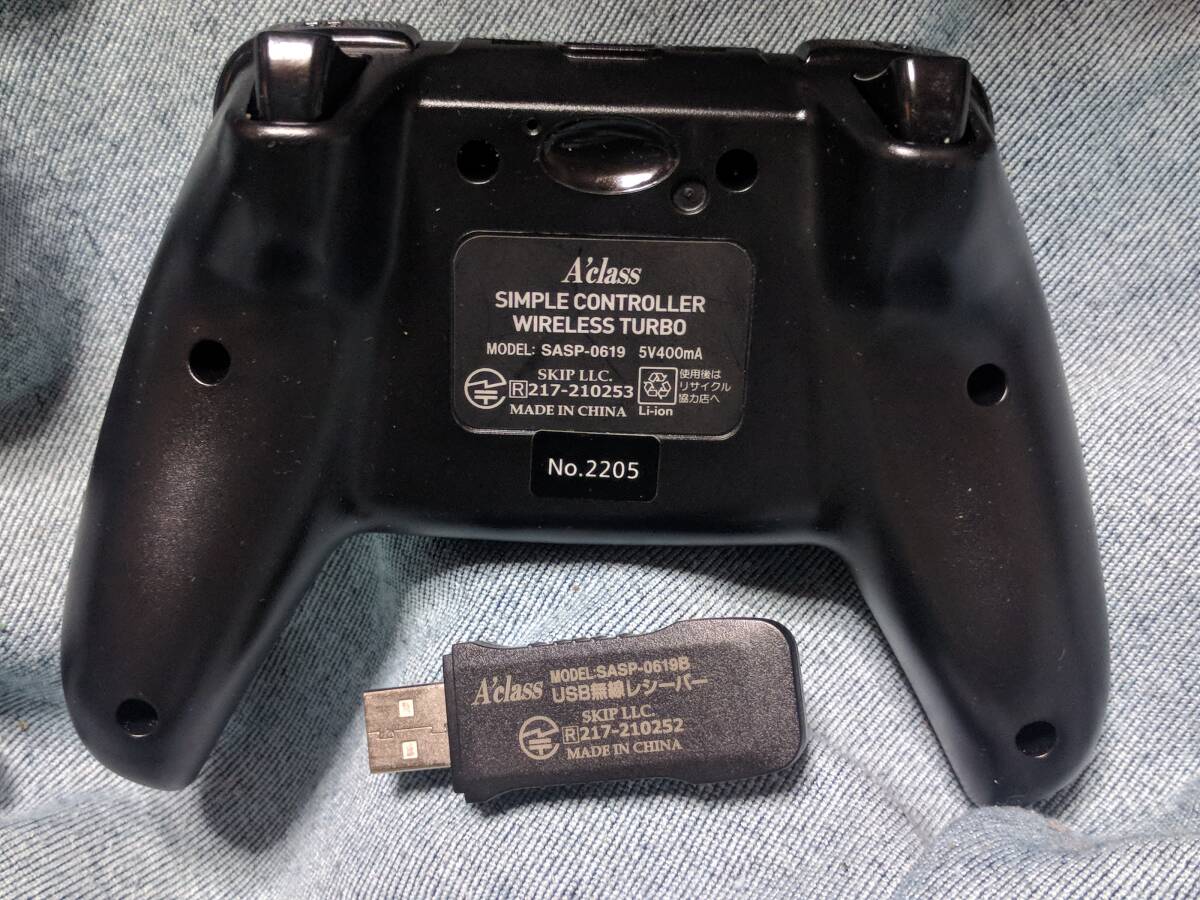 A'class
SIMPLE CONTROLLER
WIRELESS TURBO
MODEL: SASP-0619 5V400mA
SKIP LLC.
R 217-210253
MADE IN CHINA
Li-ion
使用後は
リサイクル
協力店へ
No.2205
A'class
MODEL:SASP-0619B
USB無線レシーバー
SKIP LLC.
R 217-210252
MADE IN CHINA